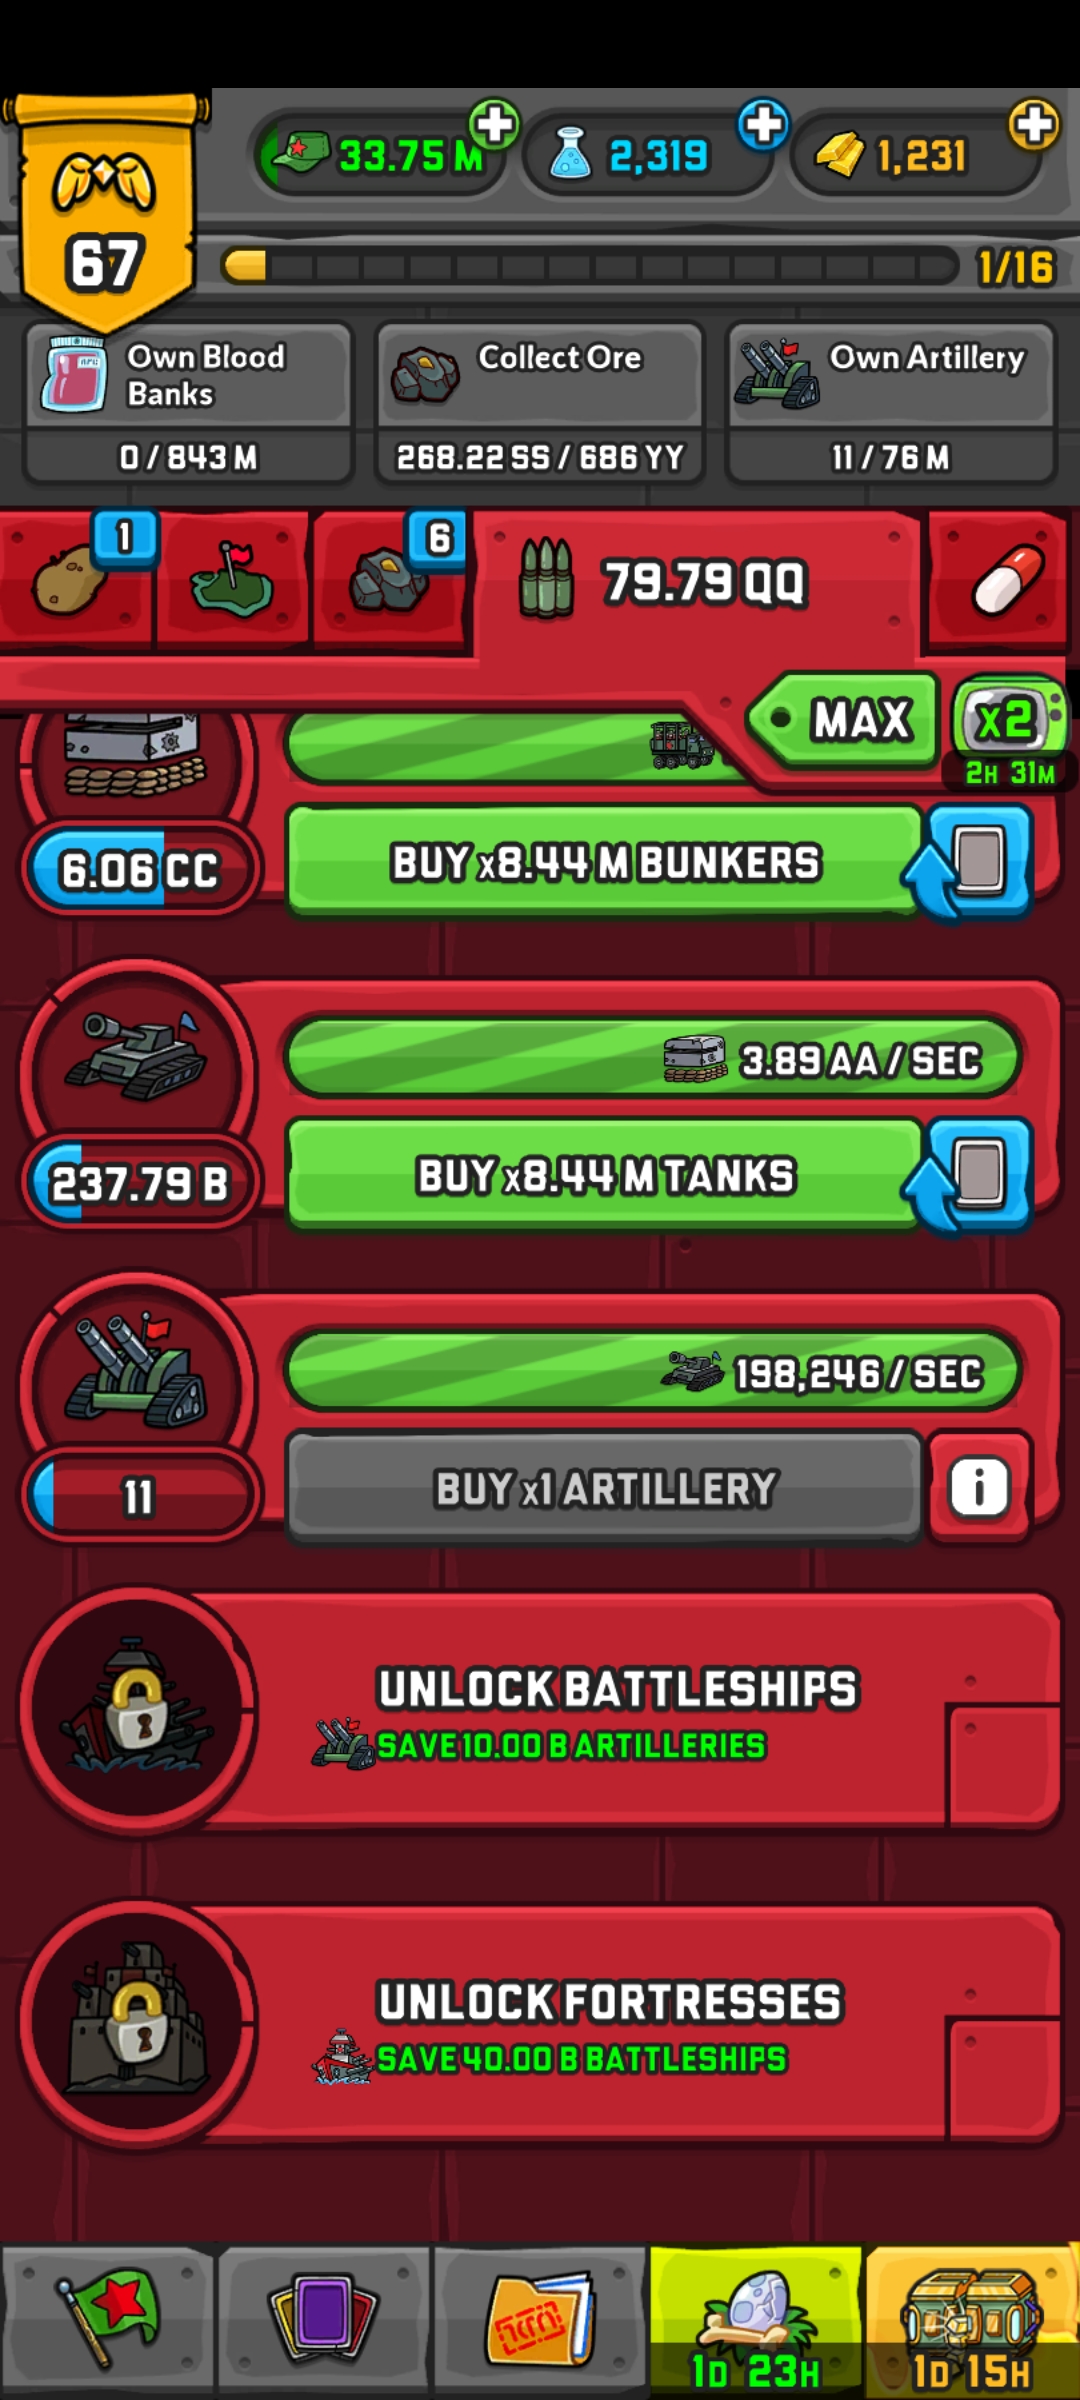 33.75 M
2,319
1,231
67
1/16
Own Blood
Banks
0 / 843 M
Collect Ore
268.22 SS / 686 YY
Own Artillery
11 / 76 M
1
6
79.79 QQ
MAX
x2
2H 31M
6.06 CC
BUY x8.44 M BUNKERS
3.89 AA / SEC
237.79 B
BUY x8.44 M TANKS
198,246 / SEC
11
BUY x1 ARTILLERY
i
UNLOCK BATTLESHIPS
SAVE 10.00 B ARTILLERIES
UNLOCK FORTRESSES
SAVE 40.00 B BATTLESHIPS
1D 23H
1D 15H